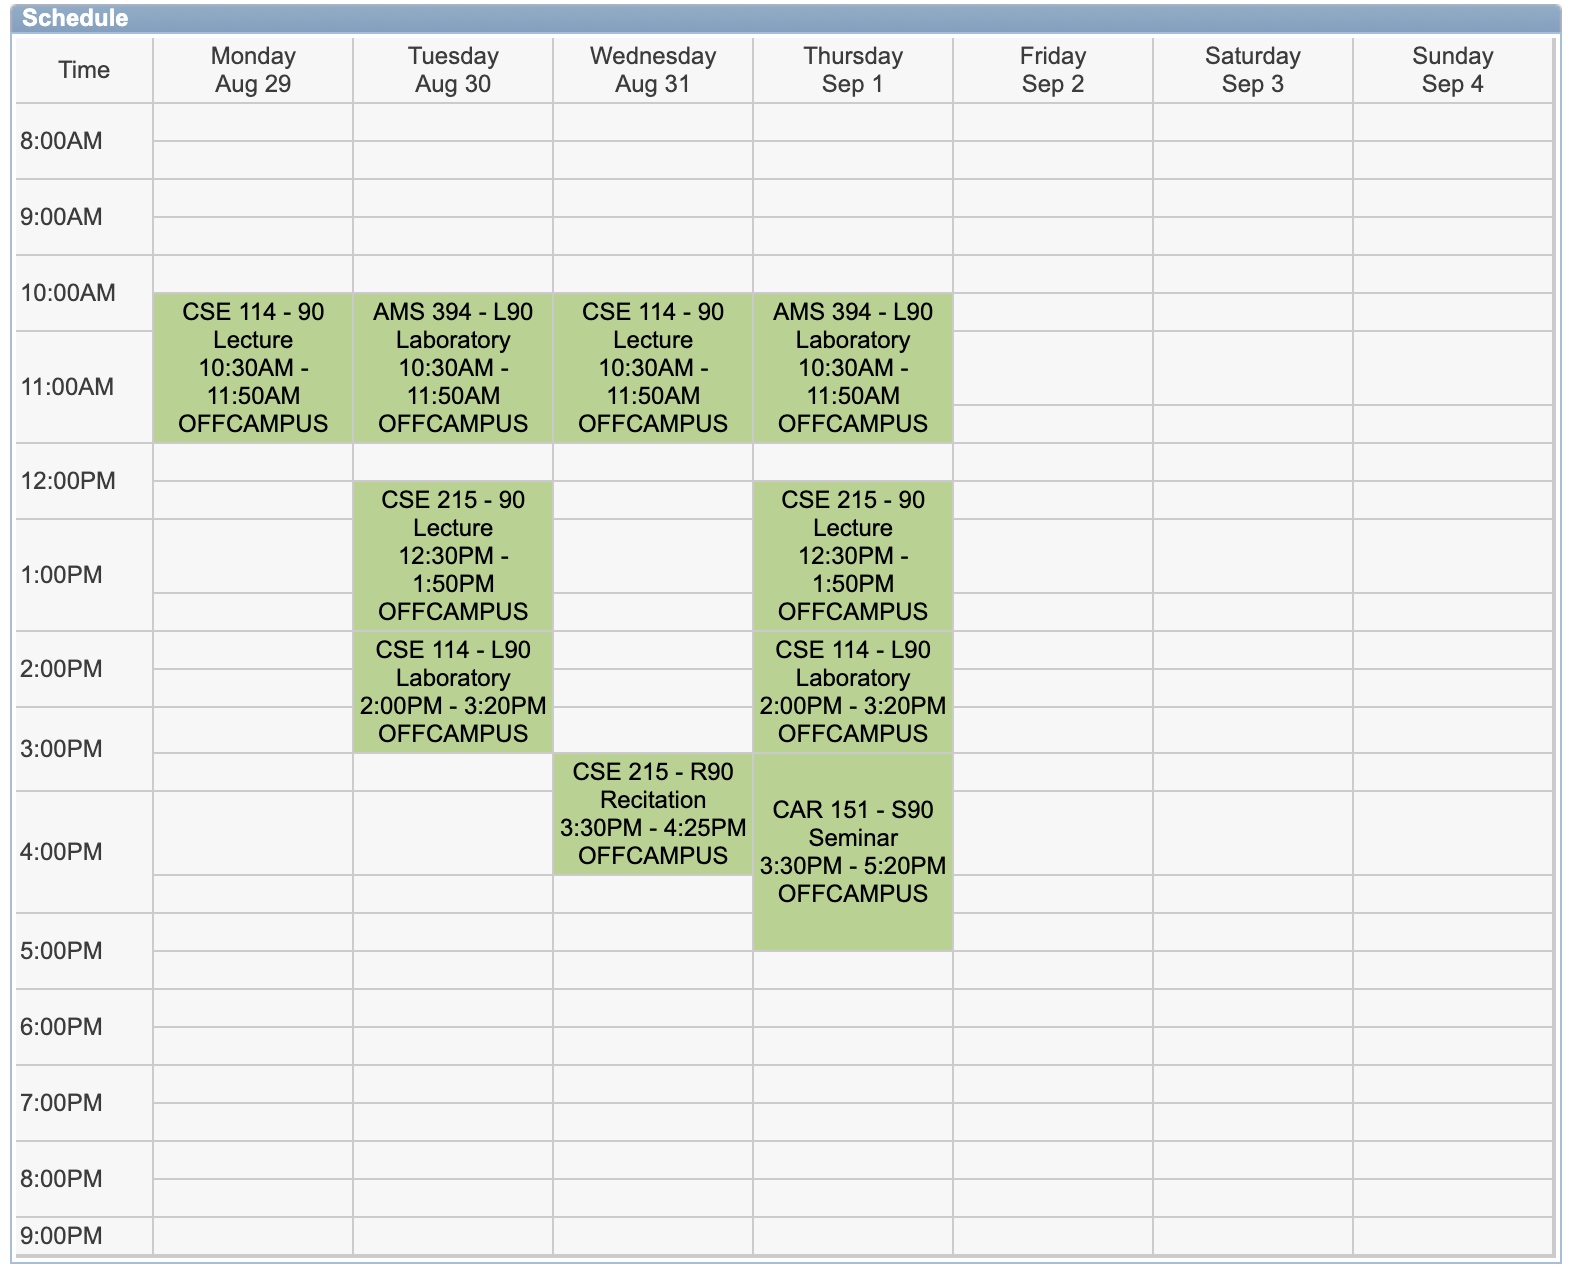 Schedule
Time
Monday
Aug 29
Tuesday
Aug 30
Wednesday
Aug 31
Thursday
Sep 1
Friday
Sep 2
Saturday
Sep 3
Sunday
Sep 4
8:00AM
9:00AM
10:00AM
CSE 114 - 90
Lecture
10:30AM -
11:50AM
OFFCAMPUS
AMS 394 - L90
Laboratory
10:30AM -
11:50AM
OFFCAMPUS
CSE 114 - 90
Lecture
10:30AM -
11:50AM
OFFCAMPUS
AMS 394 - L90
Laboratory
10:30AM -
11:50AM
OFFCAMPUS
11:00AM
12:00PM
CSE 215 - 90
Lecture
12:30PM -
1:50PM
OFFCAMPUS
CSE 215 - 90
Lecture
12:30PM -
1:50PM
OFFCAMPUS
1:00PM
2:00PM
CSE 114 - L90
Laboratory
2:00PM - 3:20PM
OFFCAMPUS
CSE 114 - L90
Laboratory
2:00PM - 3:20PM
OFFCAMPUS
3:00PM
CSE 215 - R90
Recitation
3:30PM - 4:25PM
OFFCAMPUS
CAR 151 - S90
Seminar
3:30PM - 5:20PM
OFFCAMPUS
4:00PM
5:00PM
6:00PM
7:00PM
8:00PM
9:00PM